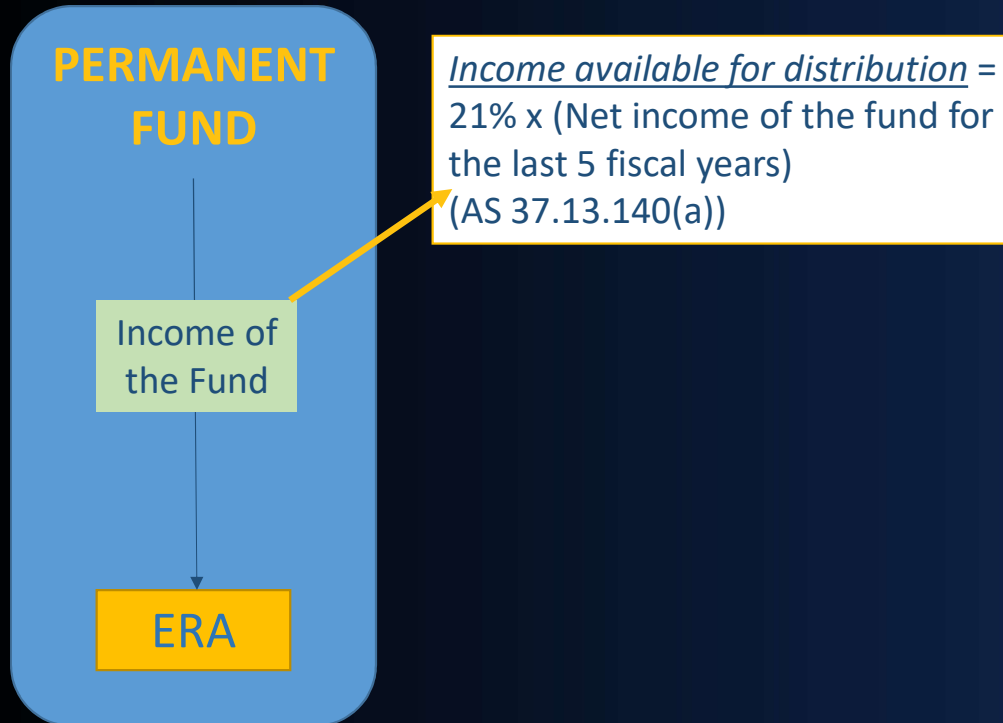 PERMANENT
FUND
Income available for distribution =
21% x (Net income of the fund for
the last 5 fiscal years)
(AS 37.13.140(a))
Income of
the Fund
ERA